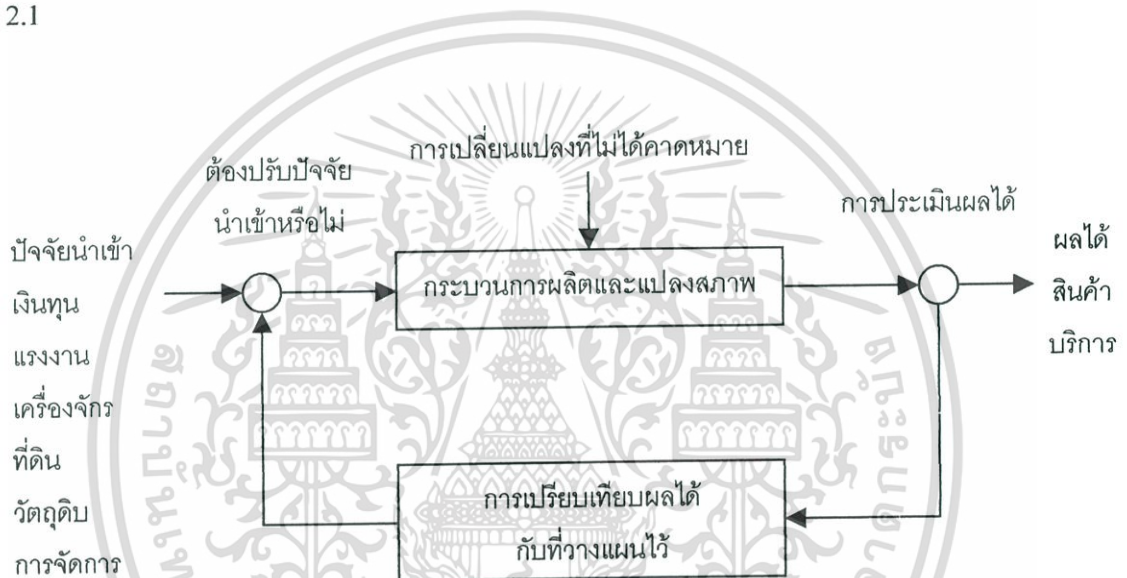 2.1
การเปลี่ยนแปลงที่ไม่ได้คาดหมาย
ต้องปรับปัจจัย
นำเข้าหรือไม่
การประเมินผลได้
ปัจจัยนำเข้า
เงินทุน
แรงงาน
เครื่องจักร
ที่ดิน
วัตถุดิบ
การจัดการ
กระบวนการผลิตและแปลงสภาพ
ผลได้
สินค้า
บริการ
การเปรียบเทียบผลได้
กับที่วางแผนไว้